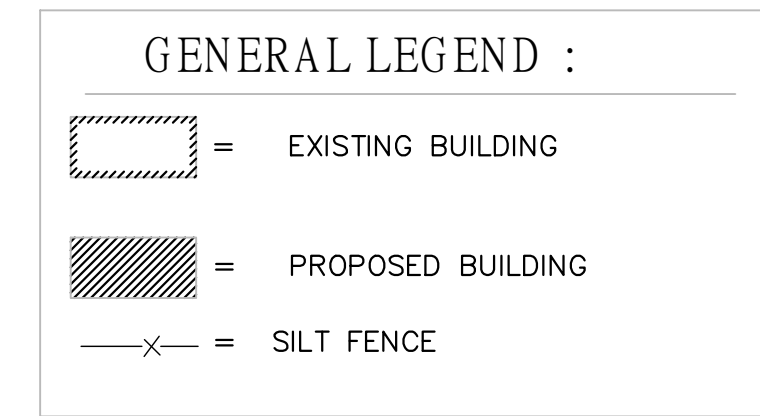 GENERAL LEGEND :
= EXISTING BUILDING
= PROPOSED BUILDING
= SILT FENCE